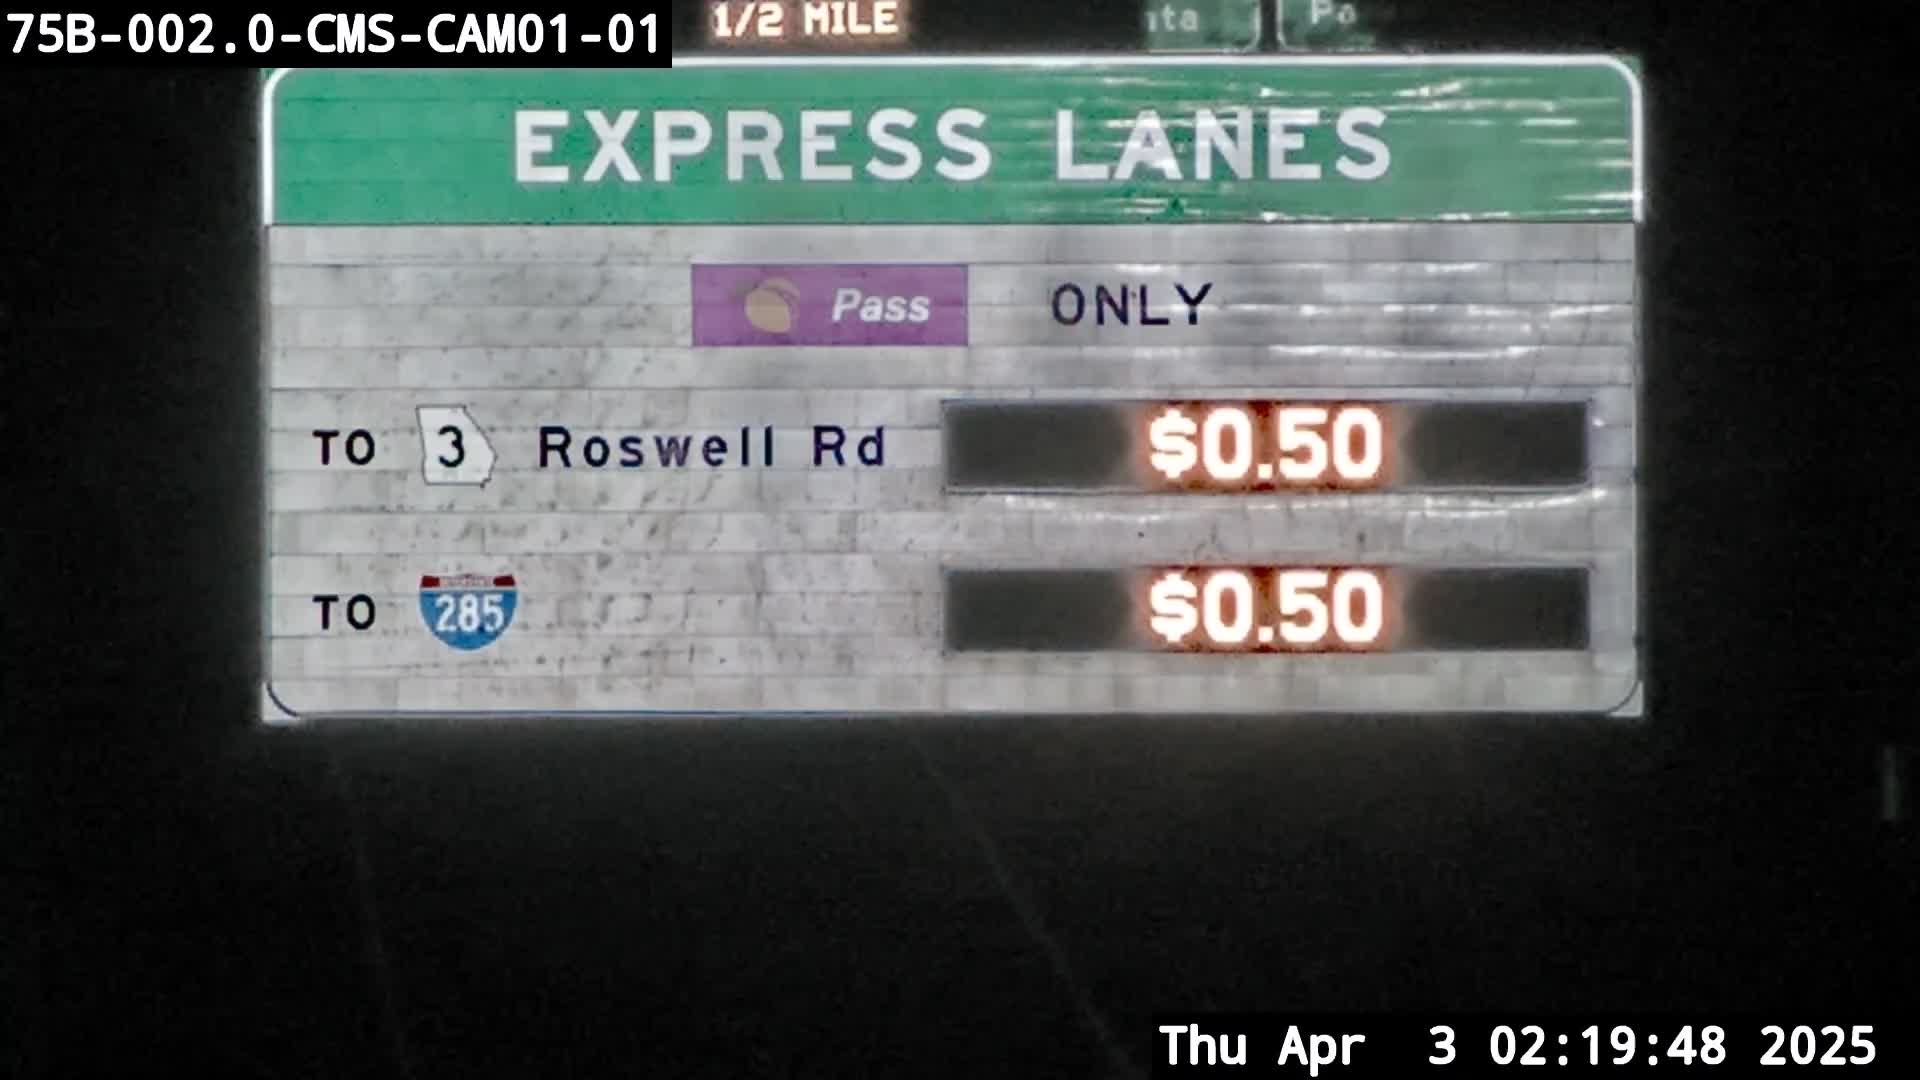 75B-002.0-CMS-CAM01-01
1/2 MILE
EXPRESS LANES
Pass ONLY
TO 3 Roswell Rd $0.50
TO 285 $0.50
Thu Apr 3 02:19:48 2025